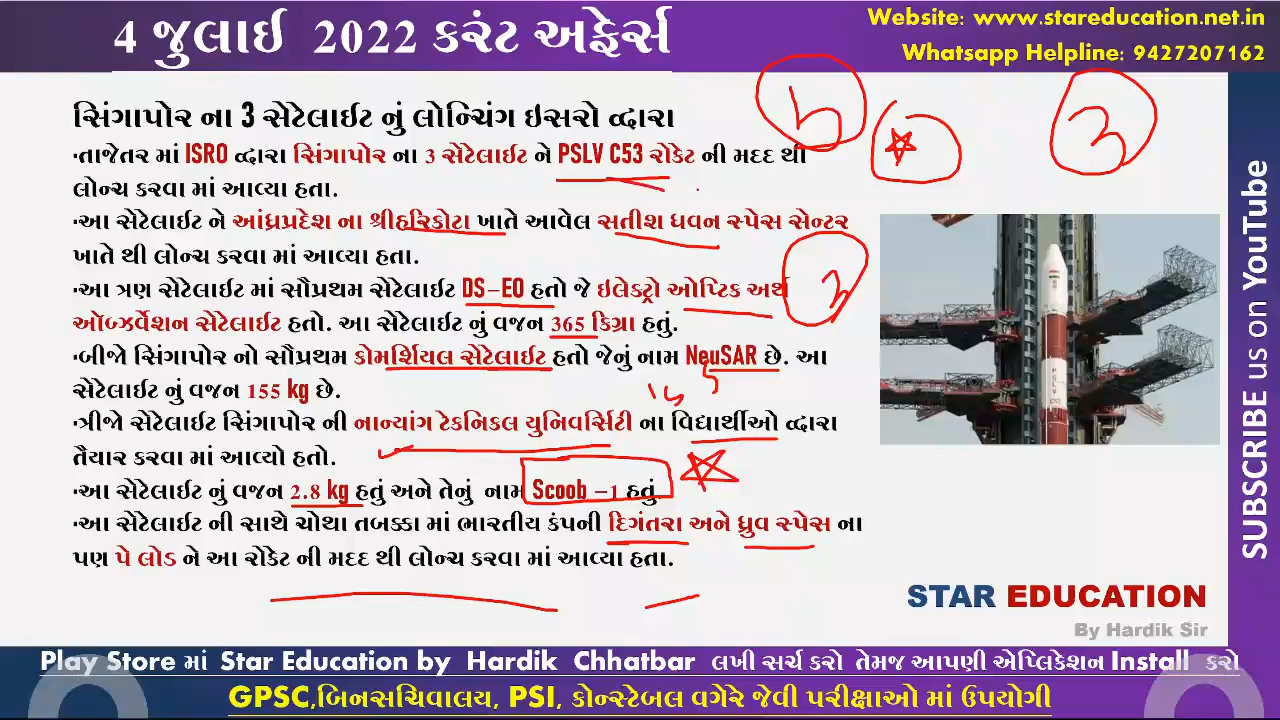 4 જુલાઈ 2022 કરંટ અફેર્સ
Website: www.stareducation.net.in
Whatsapp Helpline: 9427207162
સિંગાપોર ના 3 સેટેલાઈટ નું લોન્ચિંગ ઇસરો દ્વારા
•તાજેતર માં ISRO દ્વારા સિંગાપોર ના 3 સેટેલાઈટ ને PSLV C53 રોકેટ ની મદદ થી
લોન્ચ કરવા માં આવ્યા હતા.
•આ સેટેલાઈટ ને આંધ્રપ્રદેશ ના શ્રીહરિકોટા ખાતે આવેલ સતીશ ધવન સ્પેસ સેન્ટર
ખાતે થી લોન્ચ કરવા માં આવ્યા હતા.
•આ ત્રણ સેટેલાઈટ માં સૌપ્રથમ સેટેલાઈટ DS-EO હતો જે ઇલેક્ટ્રો ઓપ્ટિક અર્થ
ઑબ્ઝર્વેશન સેટેલાઈટ હતો. આ સેટેલાઈટ નું વજન 365 કિગ્રા હતું.
•બીજો સિંગાપોર નો સૌપ્રથમ કોમર્શિયલ સેટેલાઈટ હતો જેનું નામ NeuSAR છે. આ
સેટેલાઈટ નું વજન 155 kg છે.
•ત્રીજો સેટેલાઈટ સિંગાપોર ની નાન્યાંગ ટેકનિકલ યુનિવર્સિટી ના વિદ્યાર્થીઓ દ્વારા
તૈયાર કરવા માં આવ્યો હતો.
•આ સેટેલાઈટ નું વજન 2.8 kg હતું અને તેનું નામ Scoob -1 હતું.
•આ સેટેલાઈટ ની સાથે ચોથા તબક્કા માં ભારતીય કંપની દિગંતરા અને ધ્રુવ સ્પેસ ના
પણ પે લોડ ને આ રોકેટ ની મદદ થી લોન્ચ કરવા માં આવ્યા હતા.
3
3
PSLV
SUBSCRIBE us on YouTube
STAR EDUCATION
By Hardik Sir
Play Store માં Star Education by Hardik Chhatbar લખી સર્ચ કરો તેમજ આપણી એપ્લિકેશન Install કરો
GPSC,બિનસચિવાલય, PSI, કોન્સ્ટેબલ વગેરે જેવી પરીક્ષાઓ માં ઉપયોગી